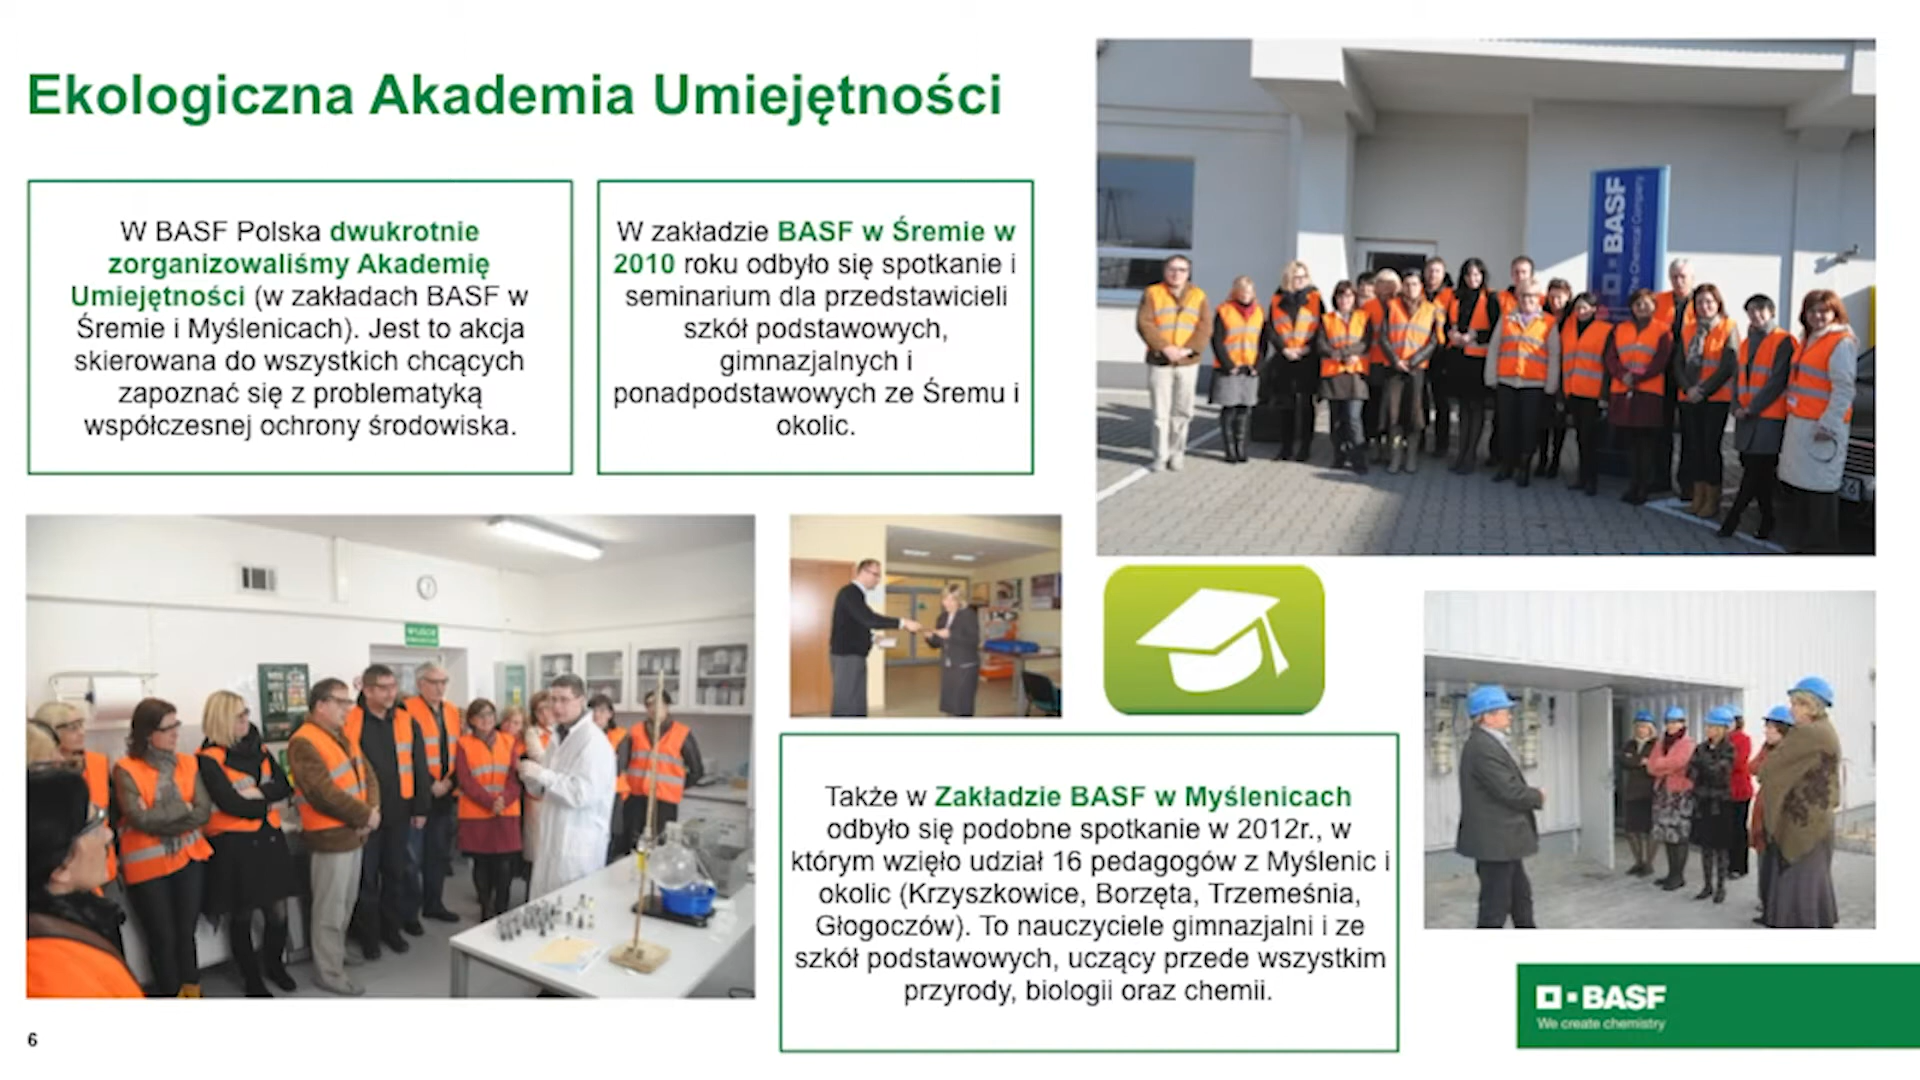 Ekologiczna Akademia Umiejętności
W BASF Polska dwukrotnie
zorganizowaliśmy Akademię
Umiejętności (w zakładach BASF w
Śremie i Myślenicach). Jest to akcja
skierowana do wszystkich chcących
zapoznać się z problematyką
współczesnej ochrony środowiska.
W zakładzie BASF w Śremie w
2010 roku odbyło się spotkanie i
seminarium dla przedstawicieli
szkół podstawowych,
gimnazjalnych i
ponadpodstawowych ze Śremu i
okolic.
BASF
The Chemical Company
Także w Zakładzie BASF w Myślenicach
odbyło się podobne spotkanie w 2012r., w
którym wzięło udział 16 pedagogów z Myślenic i
okolic (Krzyszkowice, Borzęta, Trzemeśnia,
Głogoczów). To nauczyciele gimnazjalni i ze
szkół podstawowych, uczący przede wszystkim
przyrody, biologii oraz chemii.
BASF
We create chemistry
6